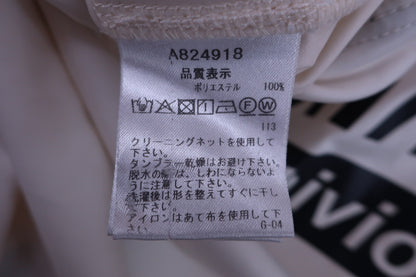 A824918
品質表示
ポリエステル 100%
113
クリーニングネットを使用して
下さい。
タンブラー乾燥はお避け下さい。
脱水の際は、しわにならないよ
うに注意して下さい。
洗濯後は形を整えてすぐに干し
て下さい。
アイロンはあて布を使用して下
さい。
G-04
ivio